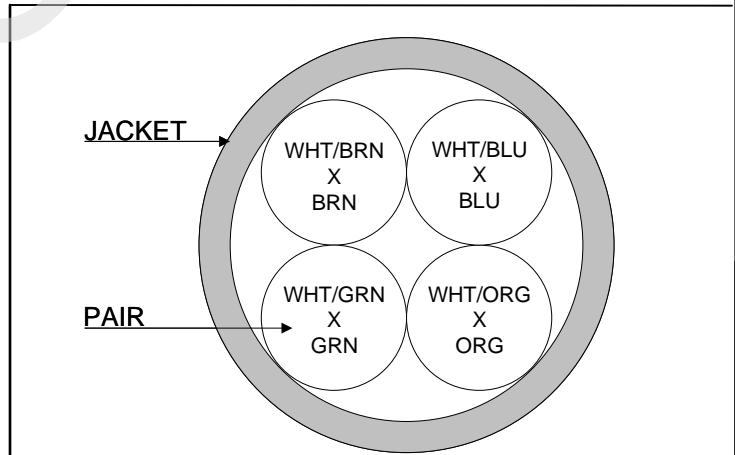 JACKET
WHT/BRN
X
BRN
WHT/BLU
X
BLU
PAIR
WHT/GRN
X
GRN
WHT/ORG
X
ORG